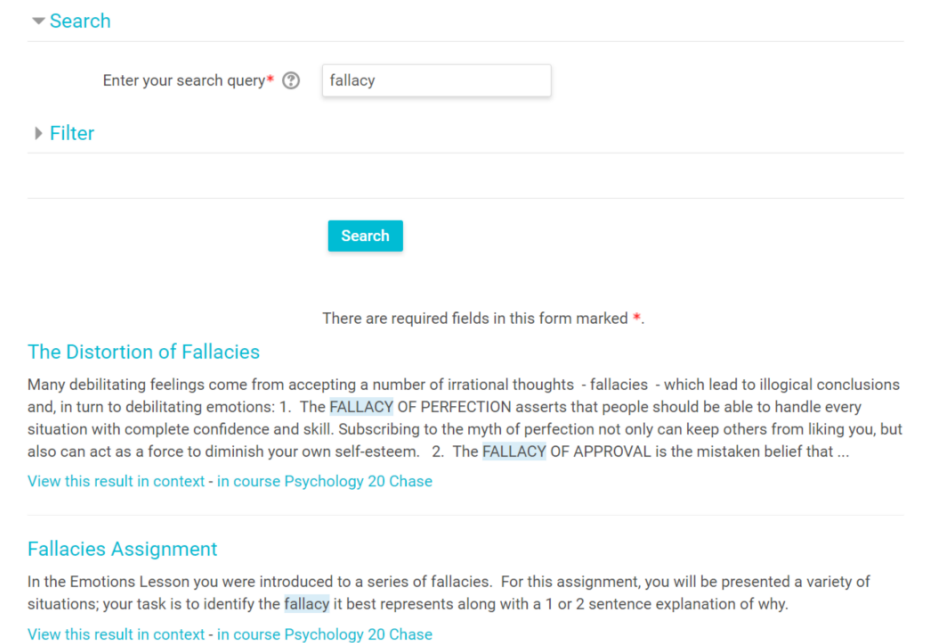 Search
Enter your search query* ? fallacy
Filter
Search
There are required fields in this form marked *.
The Distortion of Fallacies
Many debilitating feelings come from accepting a number of irrational thoughts - fallacies - which lead to illogical conclusions
and, in turn to debilitating emotions: 1. The FALLACY OF PERFECTION asserts that people should be able to handle every
situation with complete confidence and skill. Subscribing to the myth of perfection not only can keep others from liking you, but
also can act as a force to diminish your own self-esteem. 2. The FALLACY OF APPROVAL is the mistaken belief that ...
View this result in context - in course Psychology 20 Chase
Fallacies Assignment
In the Emotions Lesson you were introduced to a series of fallacies. For this assignment, you will be presented a variety of
situations; your task is to identify the fallacy it best represents along with a 1 or 2 sentence explanation of why.
View this result in context - in course Psychology 20 Chase